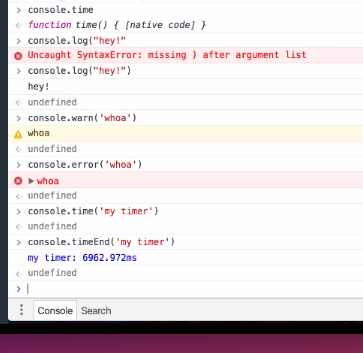 console.time
function time() { [native code] }
console.log("hey!"
Uncaught SyntaxError: missing ) after argument list
console.log("hey!")
hey!
undefined
console.warn('whoa')
whoa
undefined
console.error('whoa')
whoa
undefined
console.time('my timer')
undefined
console.timeEnd('my timer')
my timer: 6962.972ms
undefined
Console Search